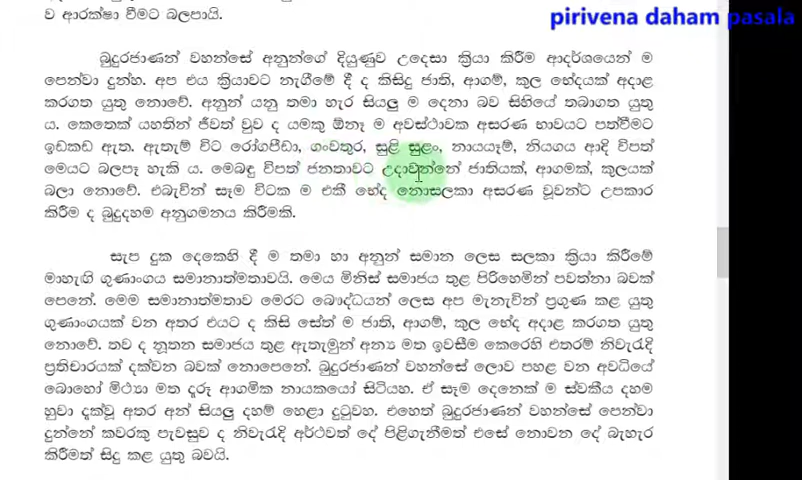 ව ආරක්ෂා වීමට බලපායි.
pirivena daham pasala
බුදුරජාණන් වහන්සේ අනුන්ගේ දියුණුව උදෙසා ක්‍රියා කිරීම ආදර්ශයෙන් ම
පෙන්වා දුන්හ. අප එය ක්‍රියාවට නැගීමේ දී ද කිසිදු ජාති, ආගම්, කුල භේදයක් අදාළ
කරගත යුතු නොවේ. අනුන් යනු තමා හැර සියලු ම දෙනා බව සිහියේ තබාගත යුතු
ය. කෙතෙක් යහතින් ජීවත් වුව ද යමකු ඕනෑ ම අවස්ථාවක අසරණ භාවයට පත්වීමට
ඉඩකඩ ඇත. ඇතැම් විට රෝගපීඩා, ගංවතුර, සුළි සුළං, නායයෑම්, නියගය ආදි විපත්
මෙයට බලපෑ හැකි ය. මෙබඳු විපත් ජනතාවට උදාවන්නේ ජාතියක්, ආගමක්, කුලයක්
බලා නොවේ. එබැවින් සෑම විටක ම එකී භේද නොසලකා අසරණ වූවන්ට උපකාර
කිරීම ද බුදුදහම අනුගමනය කිරීමකි.
සැප දුක දෙකෙහි දී ම තමා හා අනුන් සමාන ලෙස සලකා ක්‍රියා කිරීමේ
මාහැඟි ගුණාංගය සමානාත්මතාවයි. මෙය මිනිස් සමාජය තුළ පිරිහෙමින් පවත්නා බවක්
පෙනේ. මෙම සමානාත්මතාව මෙරට බෞද්ධයන් ලෙස අප මැනැවින් ප්‍රගුණ කළ යුතු
ගුණාංගයක් වන අතර එයට ද කිසි සේත් ම ජාති, ආගම්, කුල භේද අදාළ කරගත යුතු
නොවේ. තව ද නූතන සමාජය තුළ ඇතැමුන් අන්‍ය මත ඉවසීම කෙරෙහි එතරම් නිවැරැදි
ප්‍රතිචාරයක් දක්වන බවක් නොපෙනේ. බුදුරජාණන් වහන්සේ ලොව පහළ වන අවධියේ
බොහෝ මිථ්‍යා මත දැරූ ආගමික නායකයෝ සිටියහ. ඒ සෑම දෙනෙක් ම ස්වකීය දහම
හුවා දැක්වූ අතර අන් සියලු දහම් හෙළා දුටුවහ. එහෙත් බුදුරජාණන් වහන්සේ පෙන්වා
දුන්නේ කවරකු පැවසුව ද නිවැරැදි අර්ථවත් දේ පිළිගැනීමත් එසේ නොවන දේ බැහැර
කිරීමත් සිදු කළ යුතු බවයි.